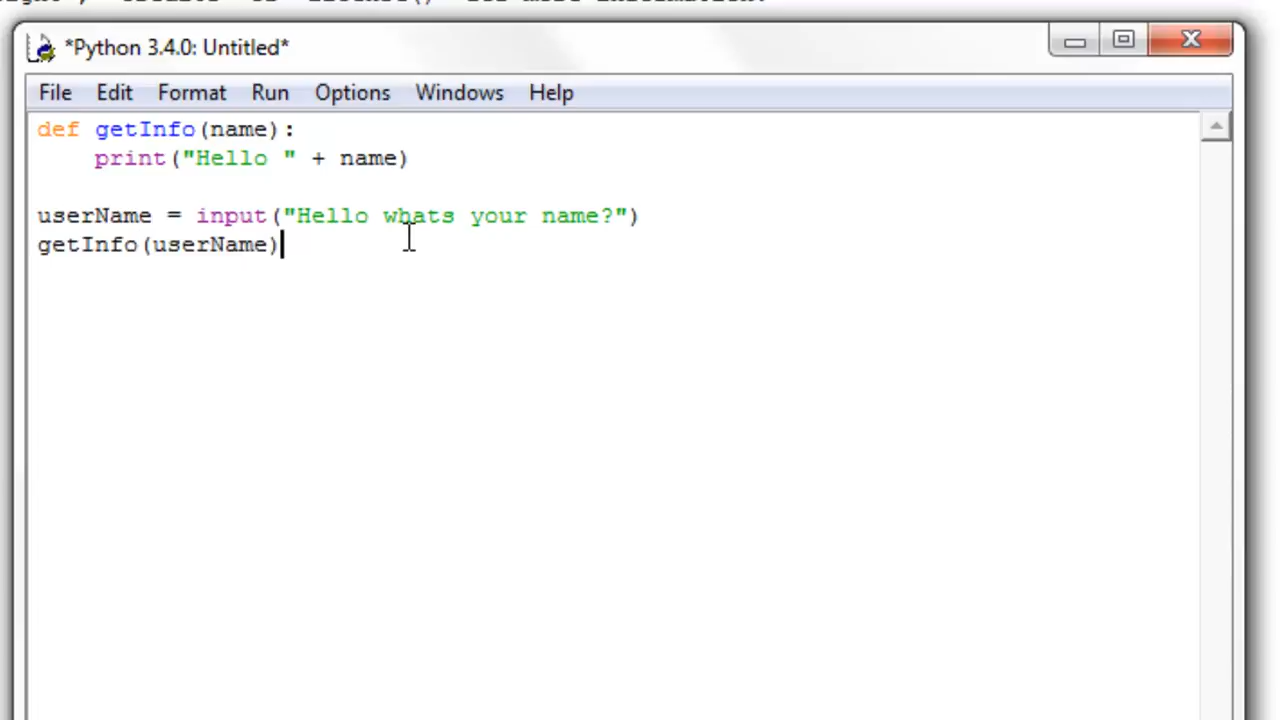 *Python 3.4.0: Untitled*
File Edit Format Run Options Windows Help
def getInfo(name):
    print("Hello " + name)
userName = input("Hello whats your name?")
getInfo(userName)